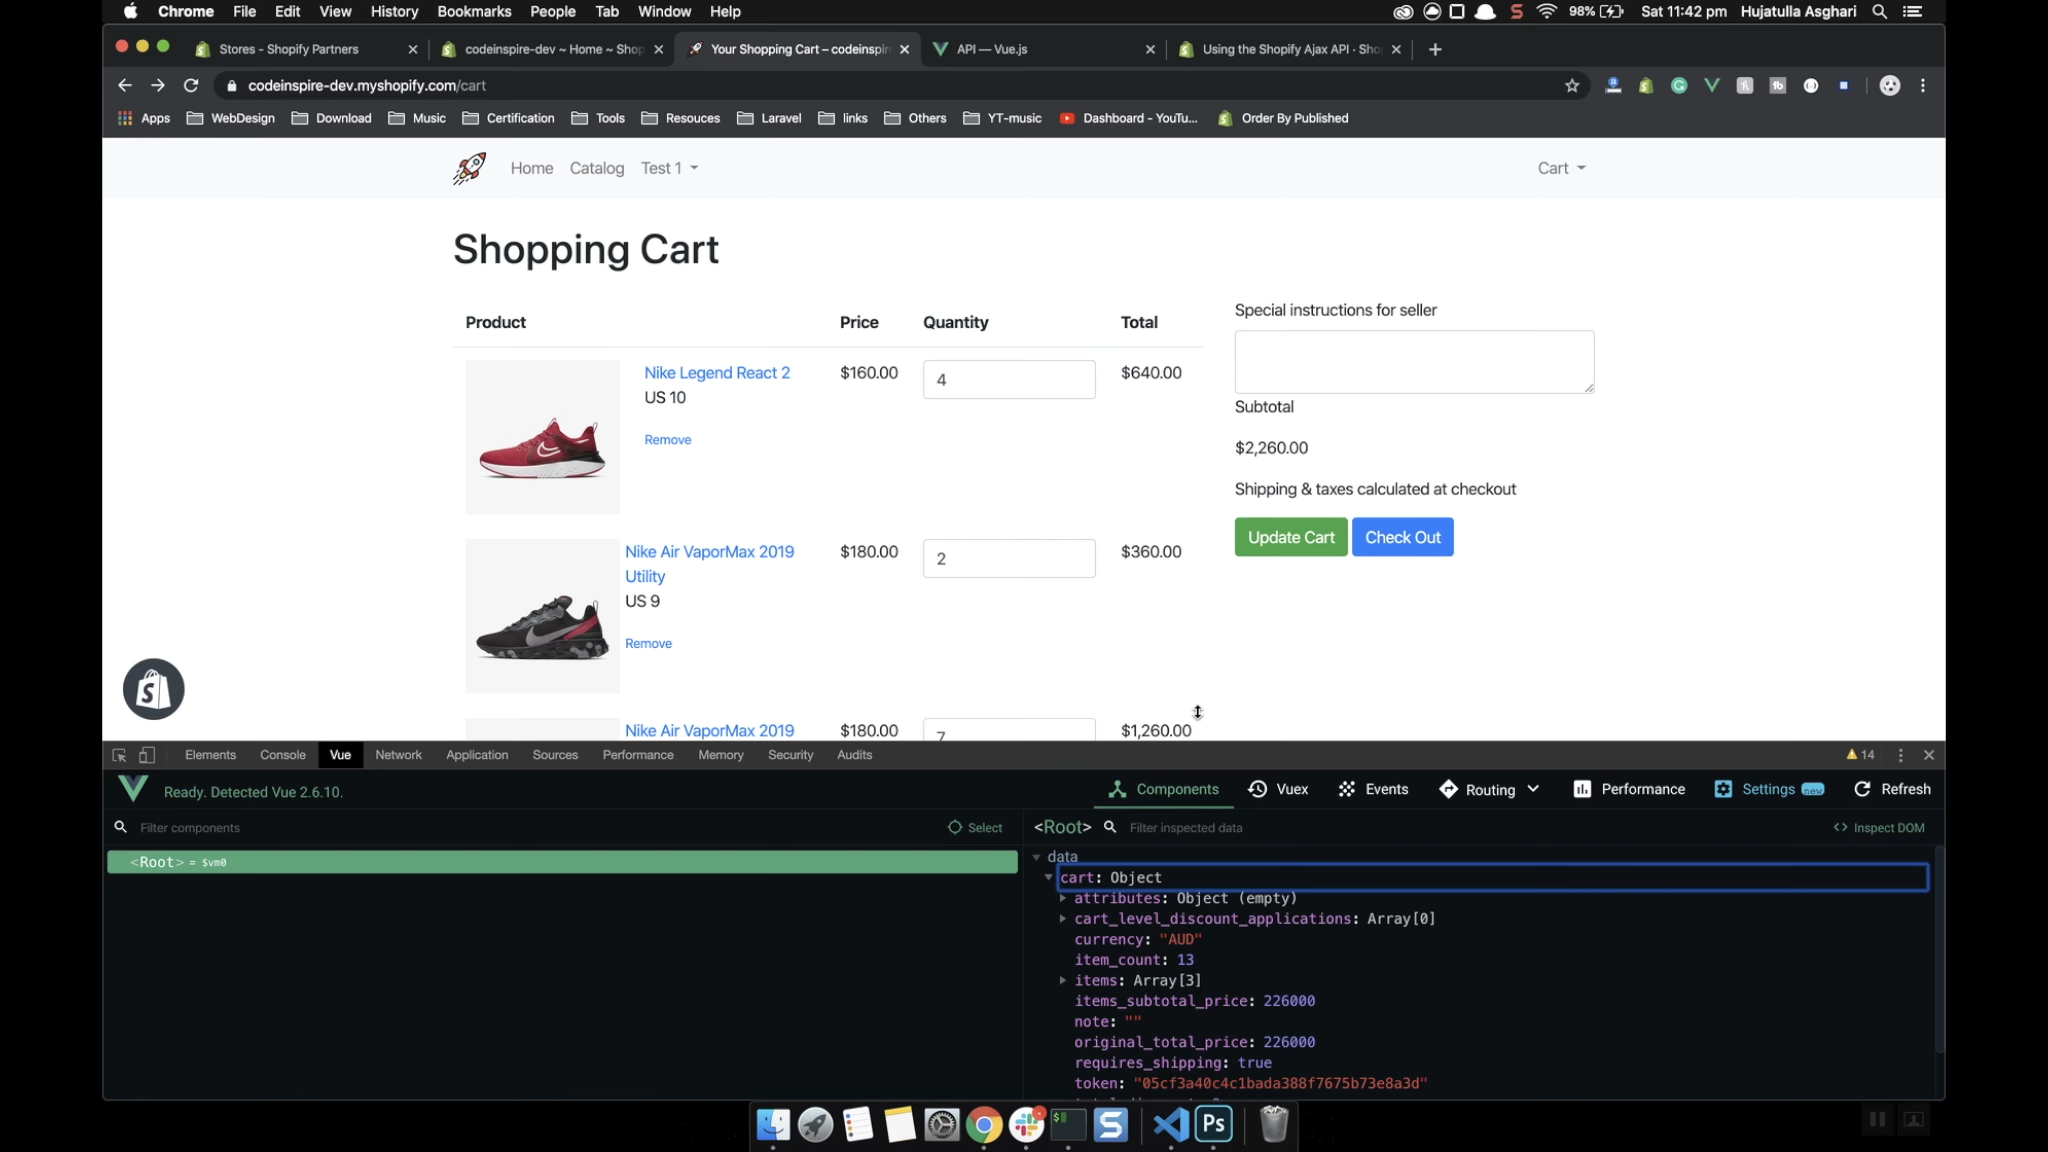 Chrome File Edit View History Bookmarks People Tab Window Help 98% Sat 11:42 pm Hujatulla Asghari
Stores - Shopify Partners codeinspire-dev ~ Home ~ Shop Your Shopping Cart – codeinspir API — Vue.js Using the Shopify Ajax API · Sho
codeinspire-dev.myshopify.com/cart
Apps WebDesign Download Music Certification Tools Resouces Laravel links Others YT-music Dashboard - YouTu... Order By Published
Home Catalog Test 1 Cart
Shopping Cart
Product Price Quantity Total
Nike Legend React 2 $160.00 4 $640.00
US 10
Remove
Nike Air VaporMax 2019 $180.00 2 $360.00
Utility
US 9
Remove
Nike Air VaporMax 2019 $180.00 7 $1,260.00
Special instructions for seller
Subtotal
$2,260.00
Shipping & taxes calculated at checkout
Update Cart Check Out
Elements Console Vue Network Application Sources Performance Memory Security Audits 14
Ready. Detected Vue 2.6.10. Components Vuex Events Routing Performance Settings new Refresh
Filter components Select
<Root> = $vm0
<Root> Filter inspected data <> Inspect DOM
data
cart: Object
attributes: Object (empty)
cart_level_discount_applications: Array[0]
currency: "AUD"
item_count: 13
items: Array[3]
items_subtotal_price: 226000
note: ""
original_total_price: 226000
requires_shipping: true
token: "05cf3a40c4c1bada388f7675b73e8a3d"
Ps